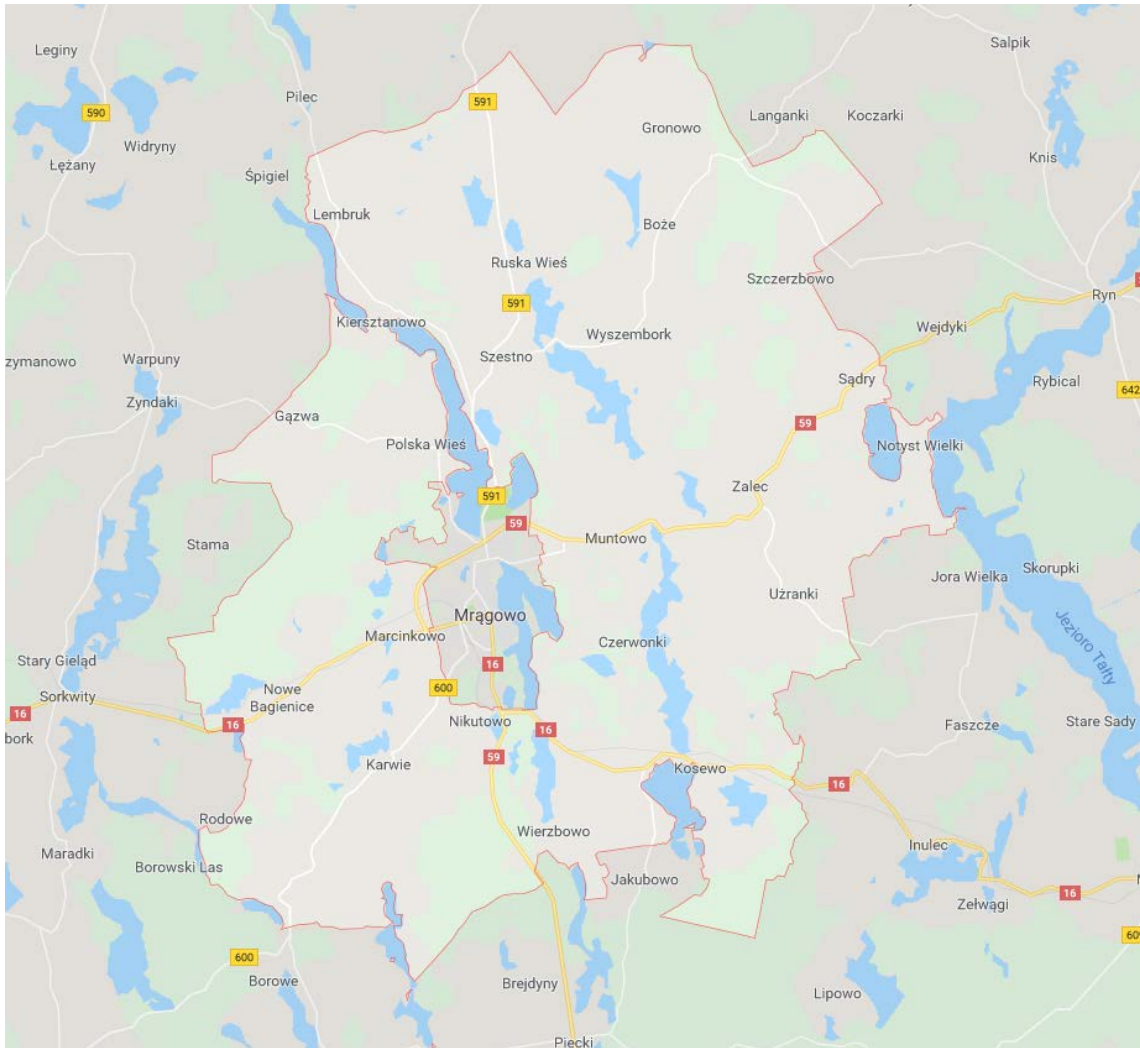 Leginy
Salpik
Pilec
590
591
Langanki
Koczarki
Gronowo
Widryny
Łężany
Knis
Śpigiel
Lembruk
Boże
Ruska Wieś
Szczerzbowo
Ryn
591
Kiersztanowo
Wejdyki
Wyszembork
Szestno
zymanowo
Warpuny
Sądry
Rybical
642
Zyndaki
Gązwa
59
Polska Wieś
Notyst Wielki
Zalec
591
59
Muntowo
Stama
Skorupki
Jora Wielka
Użranki
Mrągowo
Marcinkowo
Czerwonki
Jezioro Tałty
Stary Gieląd
16
600
Nowe
Bagienice
Sorkwity
16
16
Nikutowo
16
Faszcze
Stare Sady
bork
59
Karwie
Kosewo
16
Rodowe
Wierzbowo
Inulec
Maradki
Borowski Las
Jakubowo
16
M
Zełwągi
600
609
Borowe
Brejdyny
Lipowo
Piecki